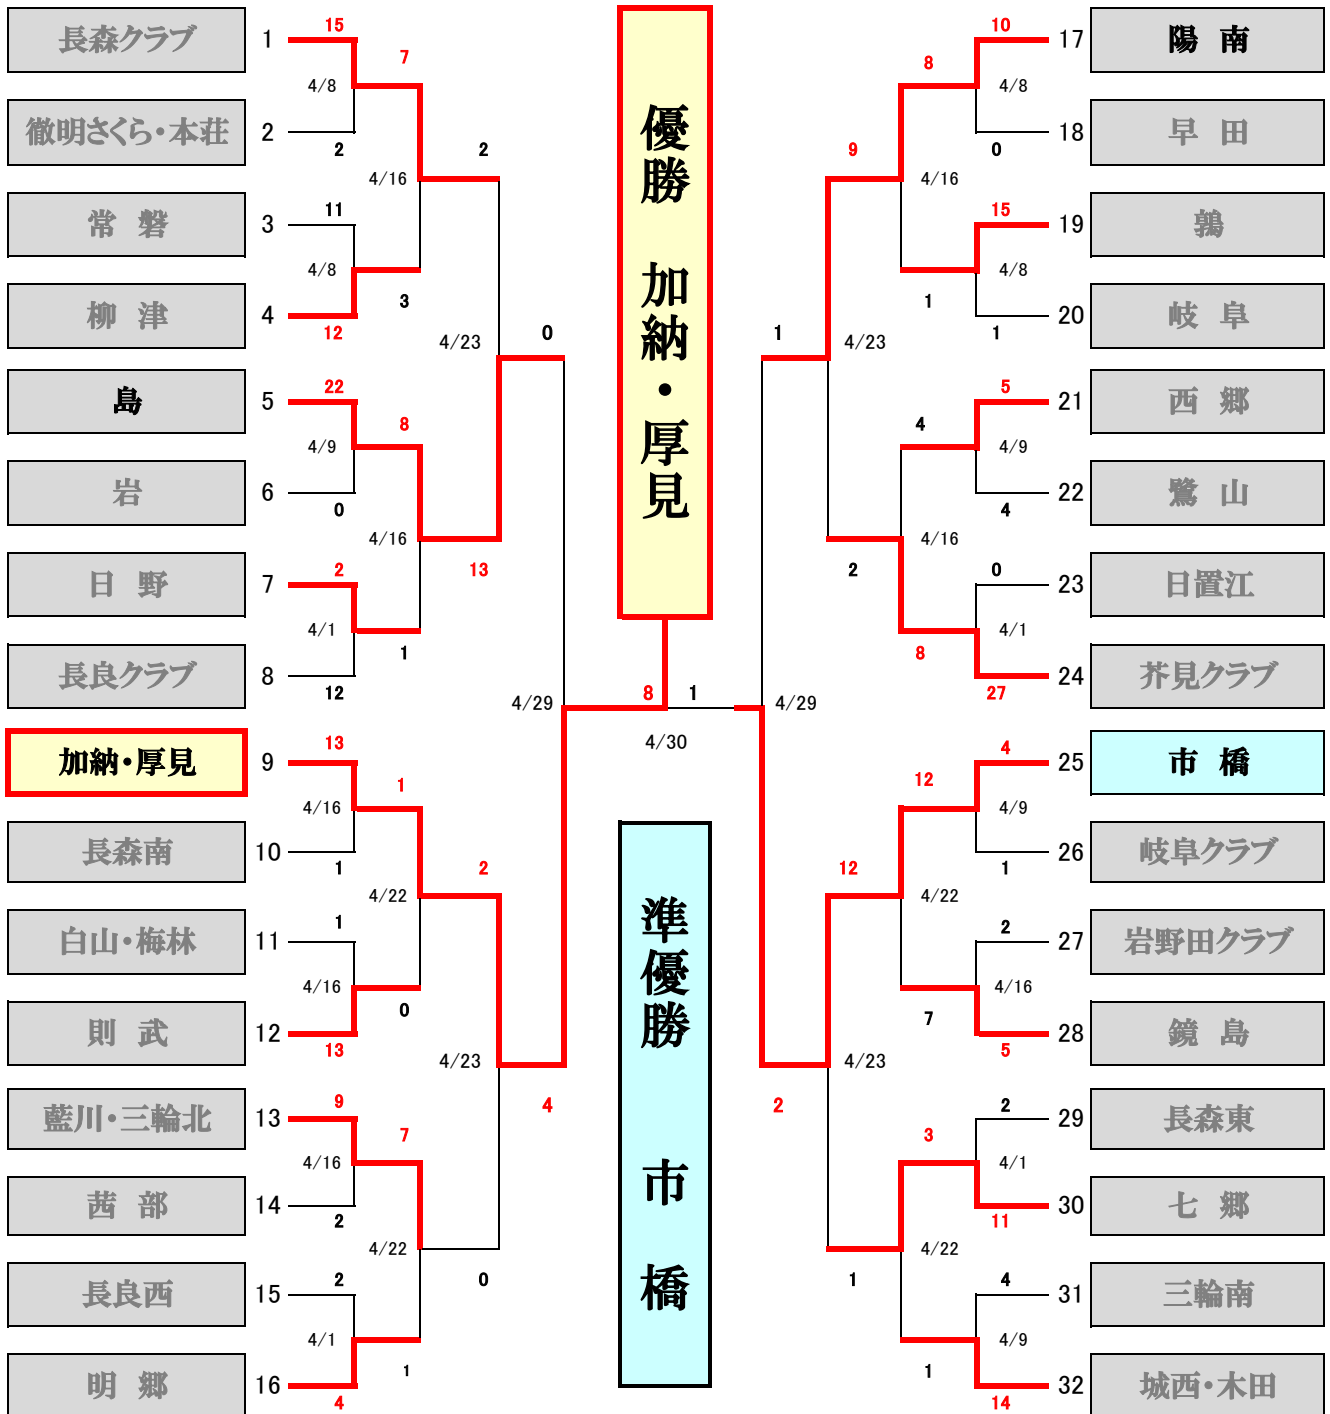 長森クラブ 1 15
7
4/8
徹明さくら・本荘 2 2
2
4/16
常 磐 3 11
4/8
3
柳 津 4 12
4/23
0
島 5 22
8
4/9
岩 6 0
4/16
13
日 野 7 2
4/1
1
長良クラブ 8 12
4/29
8
加納・厚見 9 13
1
4/16
長森南 10 1
4/22
2
白山・梅林 11 1
4/16
0
則 武 12 13
4/23
4
藍川・三輪北 13 9
7
4/16
茜 部 14 2
4/22
0
長良西 15 2
4/1
1
明 郷 16 4
優勝 加納・厚見
4/30
準優勝 市 橋
10 17 陽 南
8
4/8
0 18 早 田
9
4/16
15 19 鶉
4/8
1
1 20 岐 阜
1
4/23
5 21 西 郷
4
4/9
4 22 鷺 山
4/16
2
0 23 日置江
4/1
8
27 24 芥見クラブ
1
4/29
4 25 市 橋
12
4/9
1 26 岐阜クラブ
12
4/22
2 27 岩野田クラブ
4/16
7
5 28 鏡 島
4/23
2
2 29 長森東
3
4/1
11 30 七 郷
4/22
1
4 31 三輪南
4/9
1
14 32 城西・木田